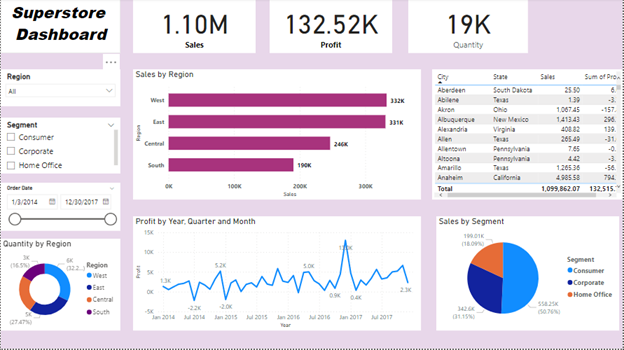 Superstore
Dashboard
1.10M
Sales
132.52K
Profit
19K
Quantity
Region
All
Segment
Consumer
Corporate
Home Office
Order Date
1/3/2014
12/30/2017
Sales by Region
Region
West
East
Central
South
332K
331K
246K
190K
0K 100K 200K 300K
Sales
City State Sales Sum of Pro
Aberdeen South Dakota 25.50 6.
Abilene Texas 1.39 -3.
Akron Ohio 1,067.45 -157.
Albuquerque New Mexico 1,413.43 296.
Alexandria Virginia 408.82 139.
Allen Texas 265.49 -31.
Allentown Pennsylvania 7.65 -0.
Altoona Pennsylvania 4.42 -3.
Amarillo Texas 1,265.36 -56.
Anaheim California 4,985.58 794.
Total 1,099,862.07 132,515.
Quantity by Region
3K
(16.5%)
6K
(32.2...)
5K
(27.47%)
Region
West
East
Central
South
Profit by Year, Quarter and Month
15K
10K
5K
0K
-5K
Profit
1.3K
-2.2K
5.2K
-2.0K
5.0K
0.9K
0.4K
2.3K
Jan 2014 Jul 2014 Jan 2015 Jul 2015 Jan 2016 Jul 2016 Jan 2017 Jul 2017
Year
Sales by Segment
199.01K
(18.09%)
342.6K
(31.15%)
558.25K
(50.76%)
Segment
Consumer
Corporate
Home Office